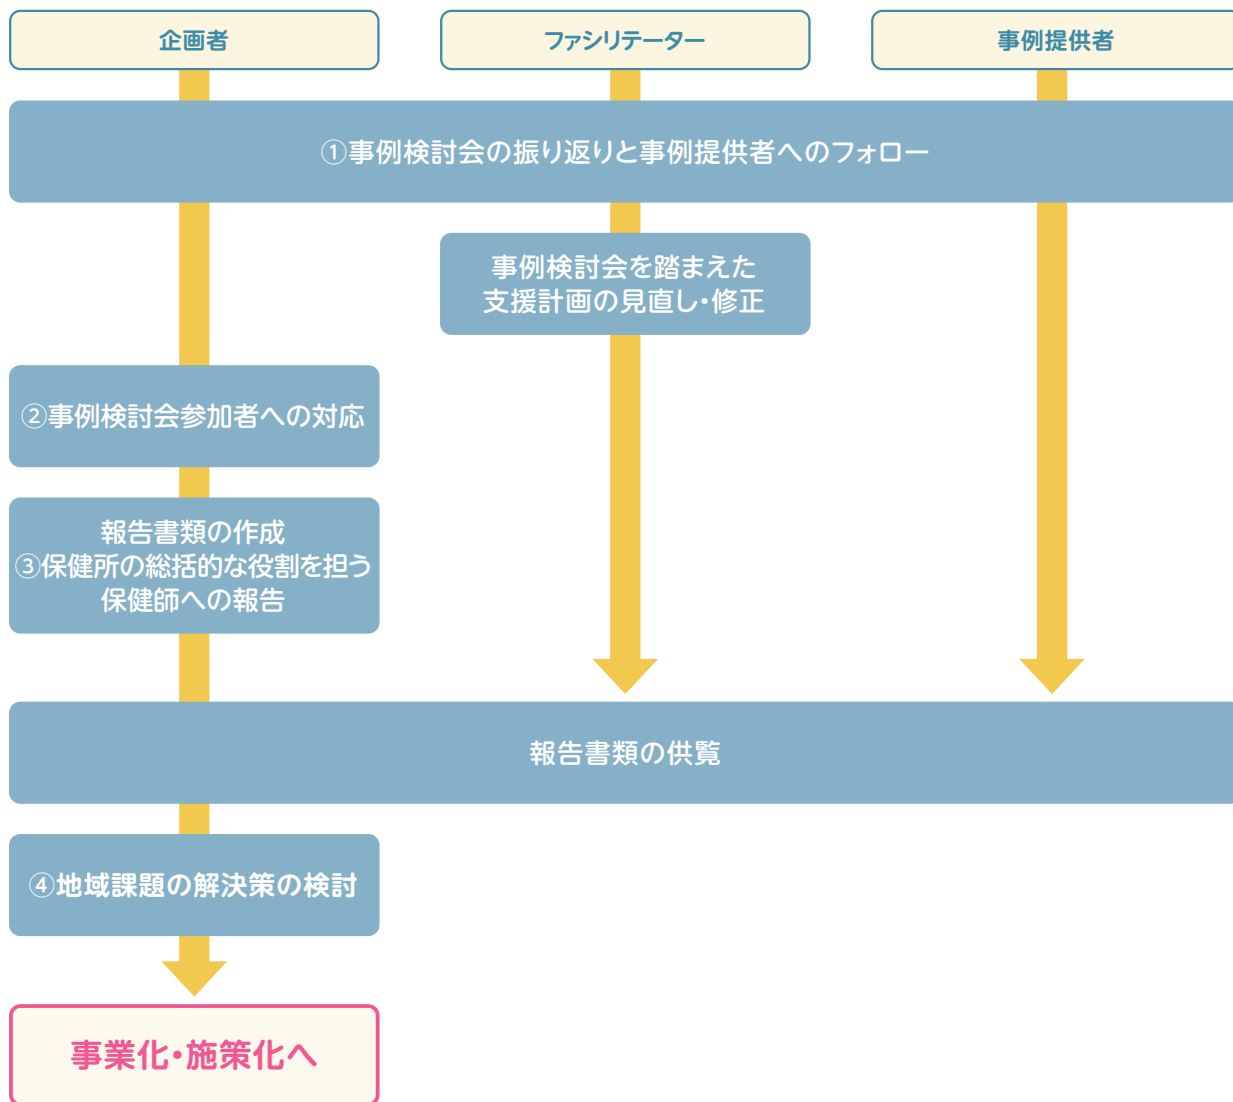 企画者
ファシリテーター
事例提供者
①事例検討会の振り返りと事例提供者へのフォロー
事例検討会を踏まえた
支援計画の見直し・修正
②事例検討会参加者への対応
報告書類の作成
③保健所の総括的な役割を担う
保健師への報告
報告書類の供覧
④地域課題の解決策の検討
事業化・施策化へ